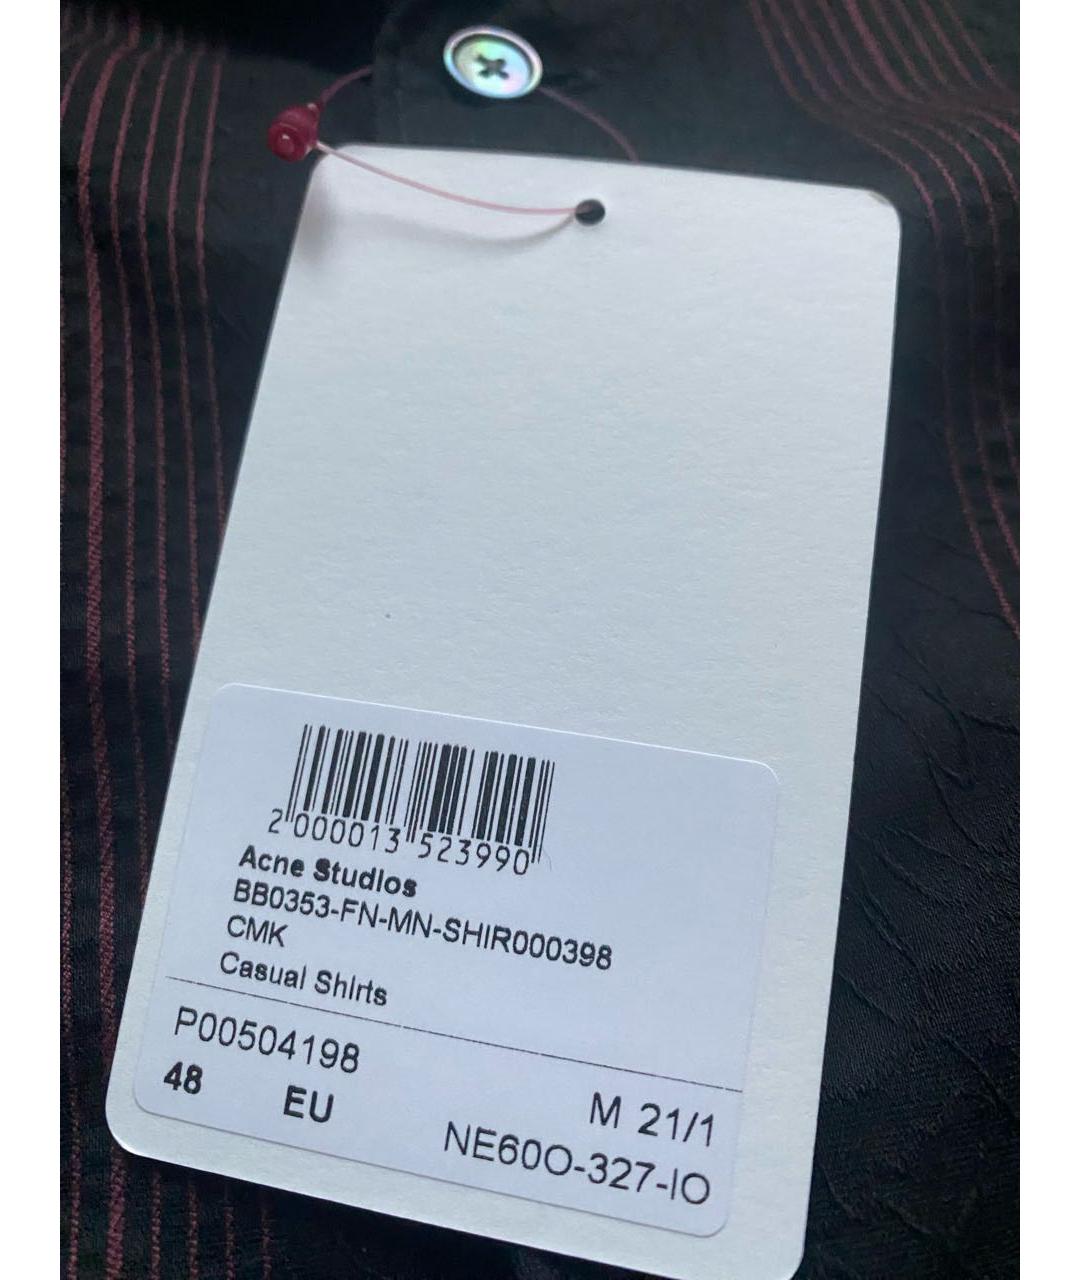 2 000013 523990
Acne Studios
BB0353-FN-MN-SHIR000398
CMK
Casual Shirts
P00504198
48 EU
M 21/1
NE60O-327-IO